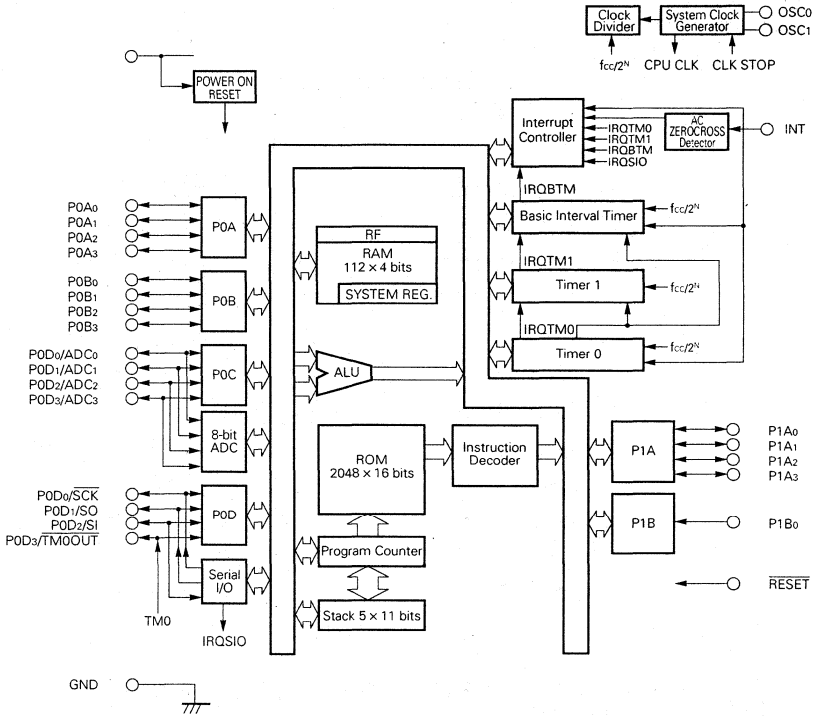 OSC0
OSC1
System Clock
Generator
Clock
Divider
fcc/2N
CPU CLK
CLK STOP
POWER ON
RESET
Interrupt
Controller
AC
ZEROCROSS
Detector
INT
IRQTM0
IRQTM1
IRQBTM
IRQSIO
IRQBTM
Basic Interval Timer
fcc/2N
IRQTM1
Timer 1
fcc/2N
IRQTM0
Timer 0
fcc/2N
P0A0
P0A1
P0A2
P0A3
P0A
P0B0
P0B1
P0B2
P0B3
P0B
P0D0/ADC0
P0D1/ADC1
P0D2/ADC2
P0D3/ADC3
P0C
8-bit
ADC
P0D0/SCK
P0D1/SO
P0D2/SI
P0D3/TM0OUT
P0D
Serial
I/O
TM0
IRQSIO
GND
RF
RAM
112 × 4 bits
SYSTEM REG.
ALU
ROM
2048 × 16 bits
Instruction
Decoder
Program Counter
Stack 5 × 11 bits
P1A
P1A0
P1A1
P1A2
P1A3
P1B
P1B0
RESET